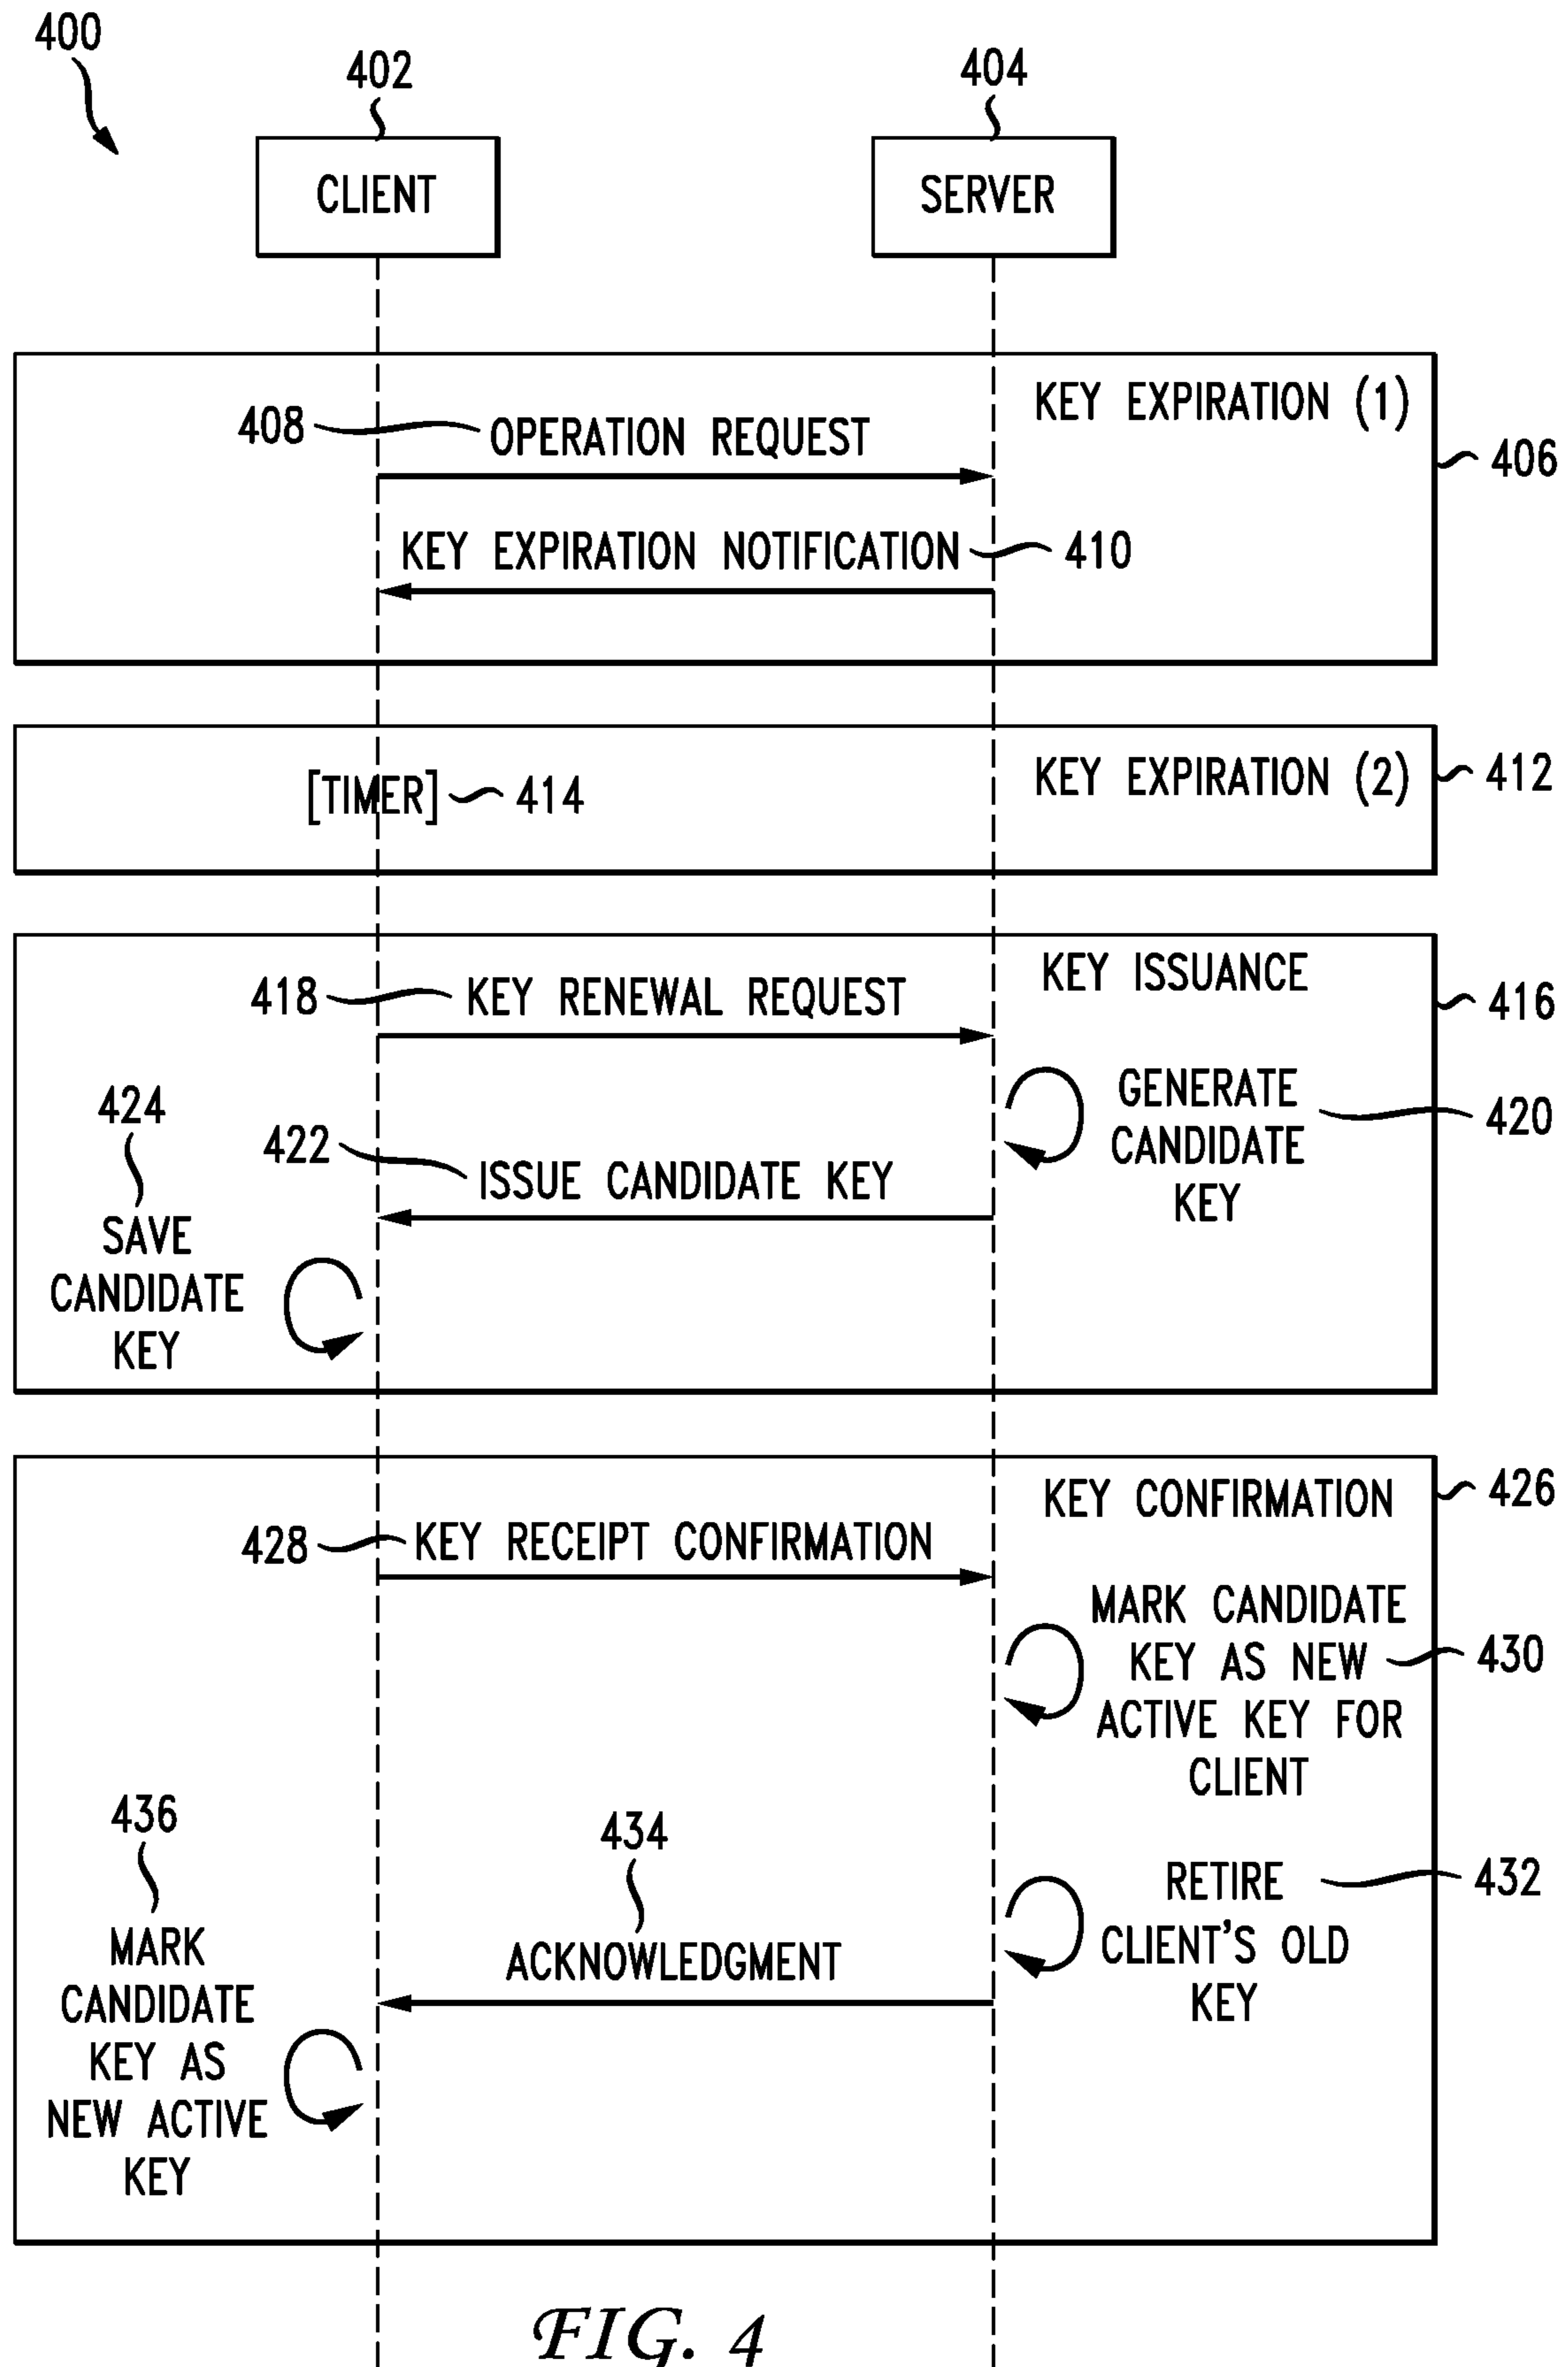 400
402
404
CLIENT
SERVER
KEY EXPIRATION (1)
408
OPERATION REQUEST
406
KEY EXPIRATION NOTIFICATION
410
KEY EXPIRATION (2)
412
[TIMER]
414
KEY ISSUANCE
416
418
KEY RENEWAL REQUEST
GENERATE
CANDIDATE
KEY
420
424
422
ISSUE CANDIDATE KEY
SAVE
CANDIDATE
KEY
KEY CONFIRMATION
426
428
KEY RECEIPT CONFIRMATION
MARK CANDIDATE
KEY AS NEW
ACTIVE KEY FOR
CLIENT
430
436
434
RETIRE
CLIENT'S OLD
KEY
432
MARK
CANDIDATE
KEY AS
NEW ACTIVE
KEY
ACKNOWLEDGMENT
FIG. 4